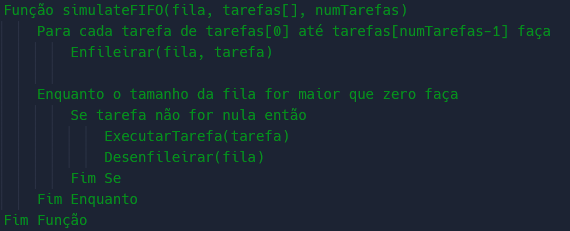 Função simulateFIFO(fila, tarefas[], numTarefas)
Para cada tarefa de tarefas[0] até tarefas[numTarefas-1] faça
Enfileirar(fila, tarefa)
Enquanto o tamanho da fila for maior que zero faça
Se tarefa não for nula então
ExecutarTarefa(tarefa)
Desenfileirar(fila)
Fim Se
Fim Enquanto
Fim Função